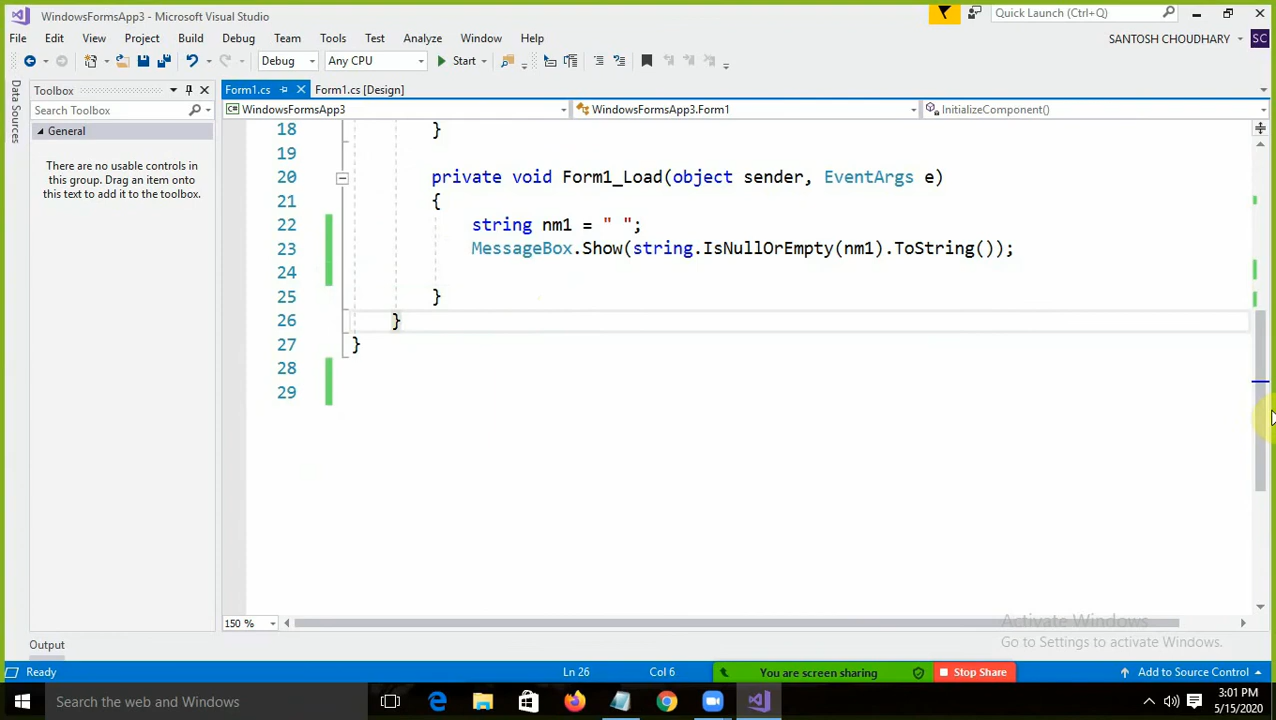 WindowsFormsApp3 - Microsoft Visual Studio
Quick Launch (Ctrl+Q)
File Edit View Project Build Debug Team Tools Test Analyze Window Help
SANTOSH CHOUDHARY SC
Debug Any CPU Start
Data Sources
Toolbox
Search Toolbox
General
There are no usable controls in
this group. Drag an item onto
this text to add it to the toolbox.
Form1.cs Form1.cs [Design]
WindowsFormsApp3 WindowsFormsApp3.Form1 InitializeComponent()
18 }
19
20 private void Form1_Load(object sender, EventArgs e)
21 {
22 string nm1 = " ";
23 MessageBox.Show(string.IsNullOrEmpty(nm1).ToString());
24
25 }
26 }
27 }
28
29
150 %
Activate Windows
Go to Settings to activate Windows.
Output
Ready Ln 26 Col 6 You are screen sharing Stop Share Add to Source Control
Search the web and Windows
3:01 PM
5/15/2020